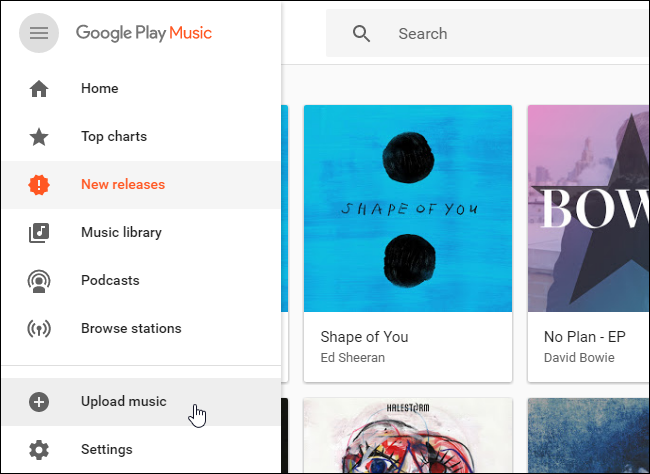 Google Play Music
Search
Home
Top charts
New releases
Music library
Podcasts
Browse stations
Upload music
Settings
SHAPE OF YOU
Shape of You
Ed Sheeran
BOW
No Plan - EP
David Bowie
HALESTORM